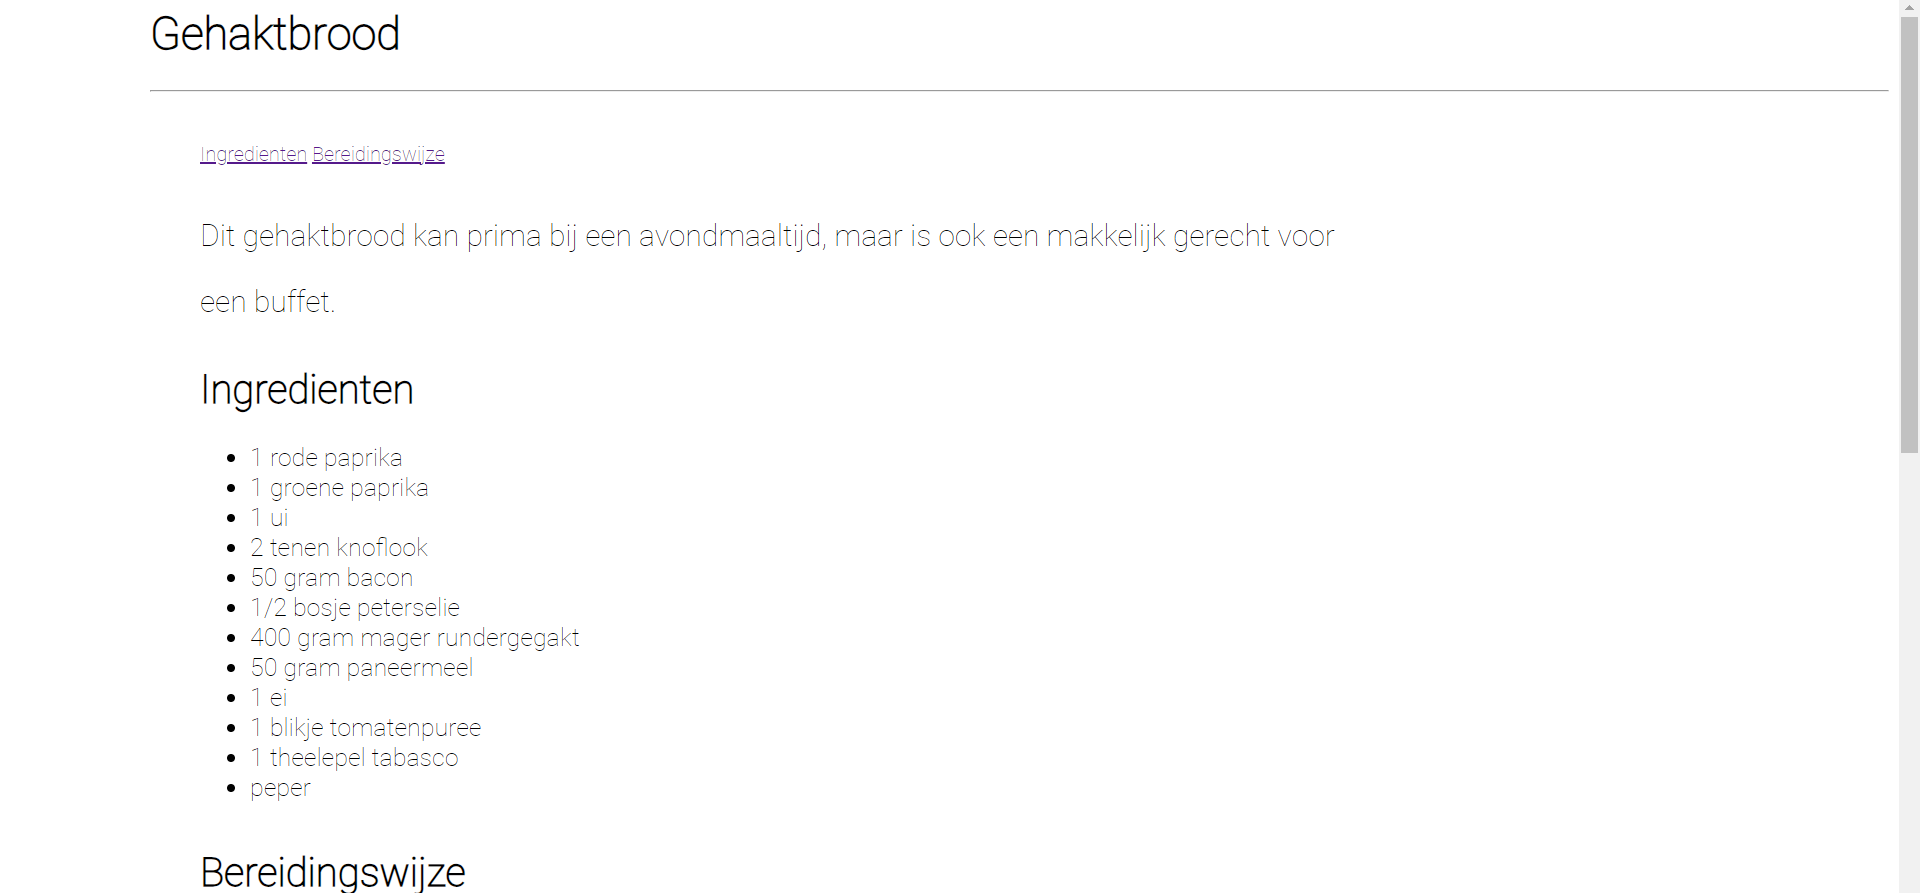 Gehaktbrood
Ingredienten Bereidingswijze
Dit gehaktbrood kan prima bij een avondmaaltijd, maar is ook een makkelijk gerecht voor
een buffet.
Ingredienten
1 rode paprika
1 groene paprika
1 ui
2 tenen knoflook
50 gram bacon
1/2 bosje peterselie
400 gram mager rundergegakt
50 gram paneermeel
1 ei
1 blikje tomatenpuree
1 theelepel tabasco
peper
Bereidingswijze